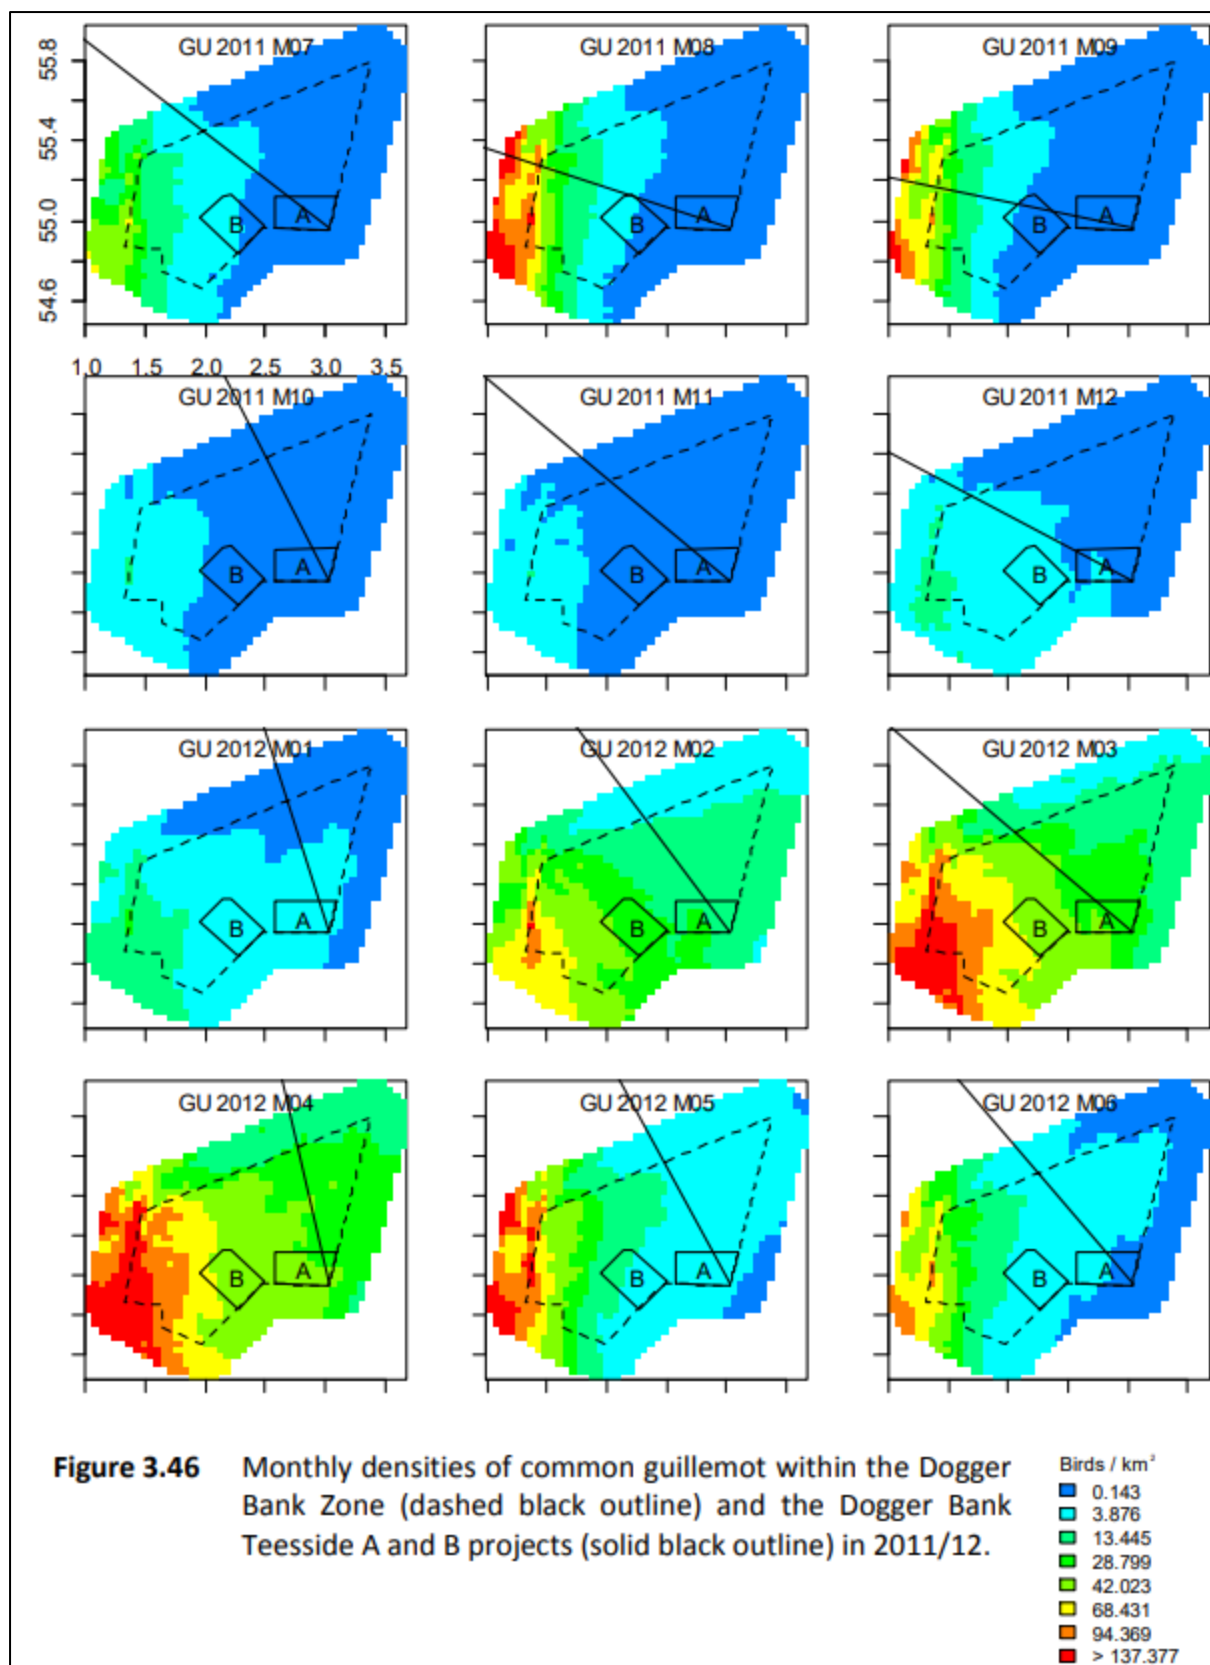 GU 2011 M07
GU 2011 M08
GU 2011 M09
55.8
55.4
55.0
54.6
B
A
B
A
B
A
1.0 1.5 2.0 2.5 3.0 3.5
GU 2011 M10
GU 2011 M11
GU 2011 M12
B
A
B
A
B
A
GU 2012 M01
GU 2012 M02
GU 2012 M03
B
A
B
A
B
A
GU 2012 M04
GU 2012 M05
GU 2012 M06
B
A
B
A
B
A
Figure 3.46 Monthly densities of common guillemot within the Dogger
Bank Zone (dashed black outline) and the Dogger Bank
Teesside A and B projects (solid black outline) in 2011/12.
Birds / km²
0.143
3.876
13.445
28.799
42.023
68.431
94.369
> 137.377